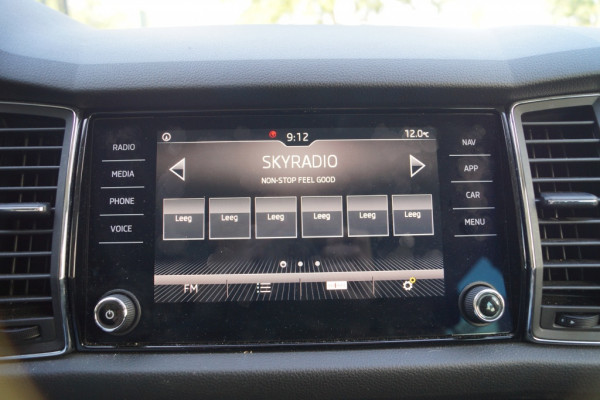 9:12
12.0°C
RADIO
MEDIA
PHONE
VOICE
SKYRADIO
NON-STOP FEEL GOOD
Leeg Leeg Leeg Leeg Leeg Leeg
FM
NAV
APP
CAR
MENU